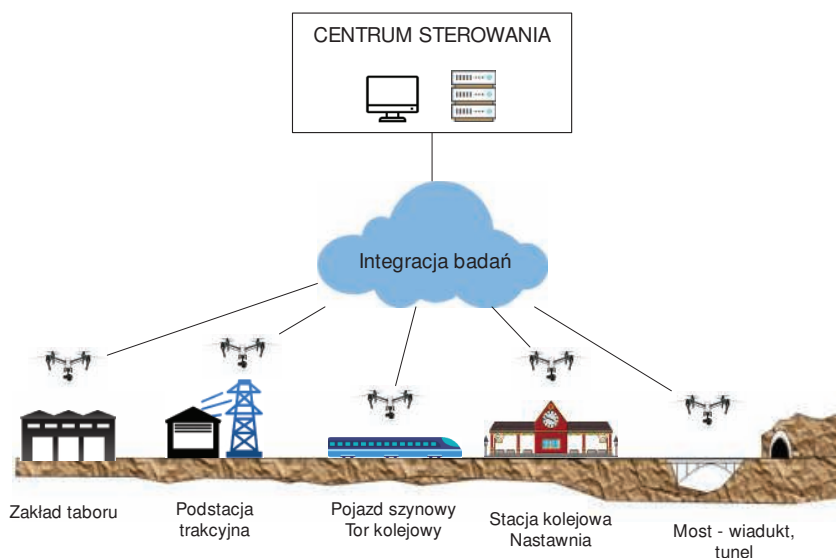 CENTRUM STEROWANIA
Integracja badań
Zakład taboru
Podstacja
trakcyjna
Pojazd szynowy
Tor kolejowy
Stacja kolejowa
Nastawnia
Most - wiadukt,
tunel